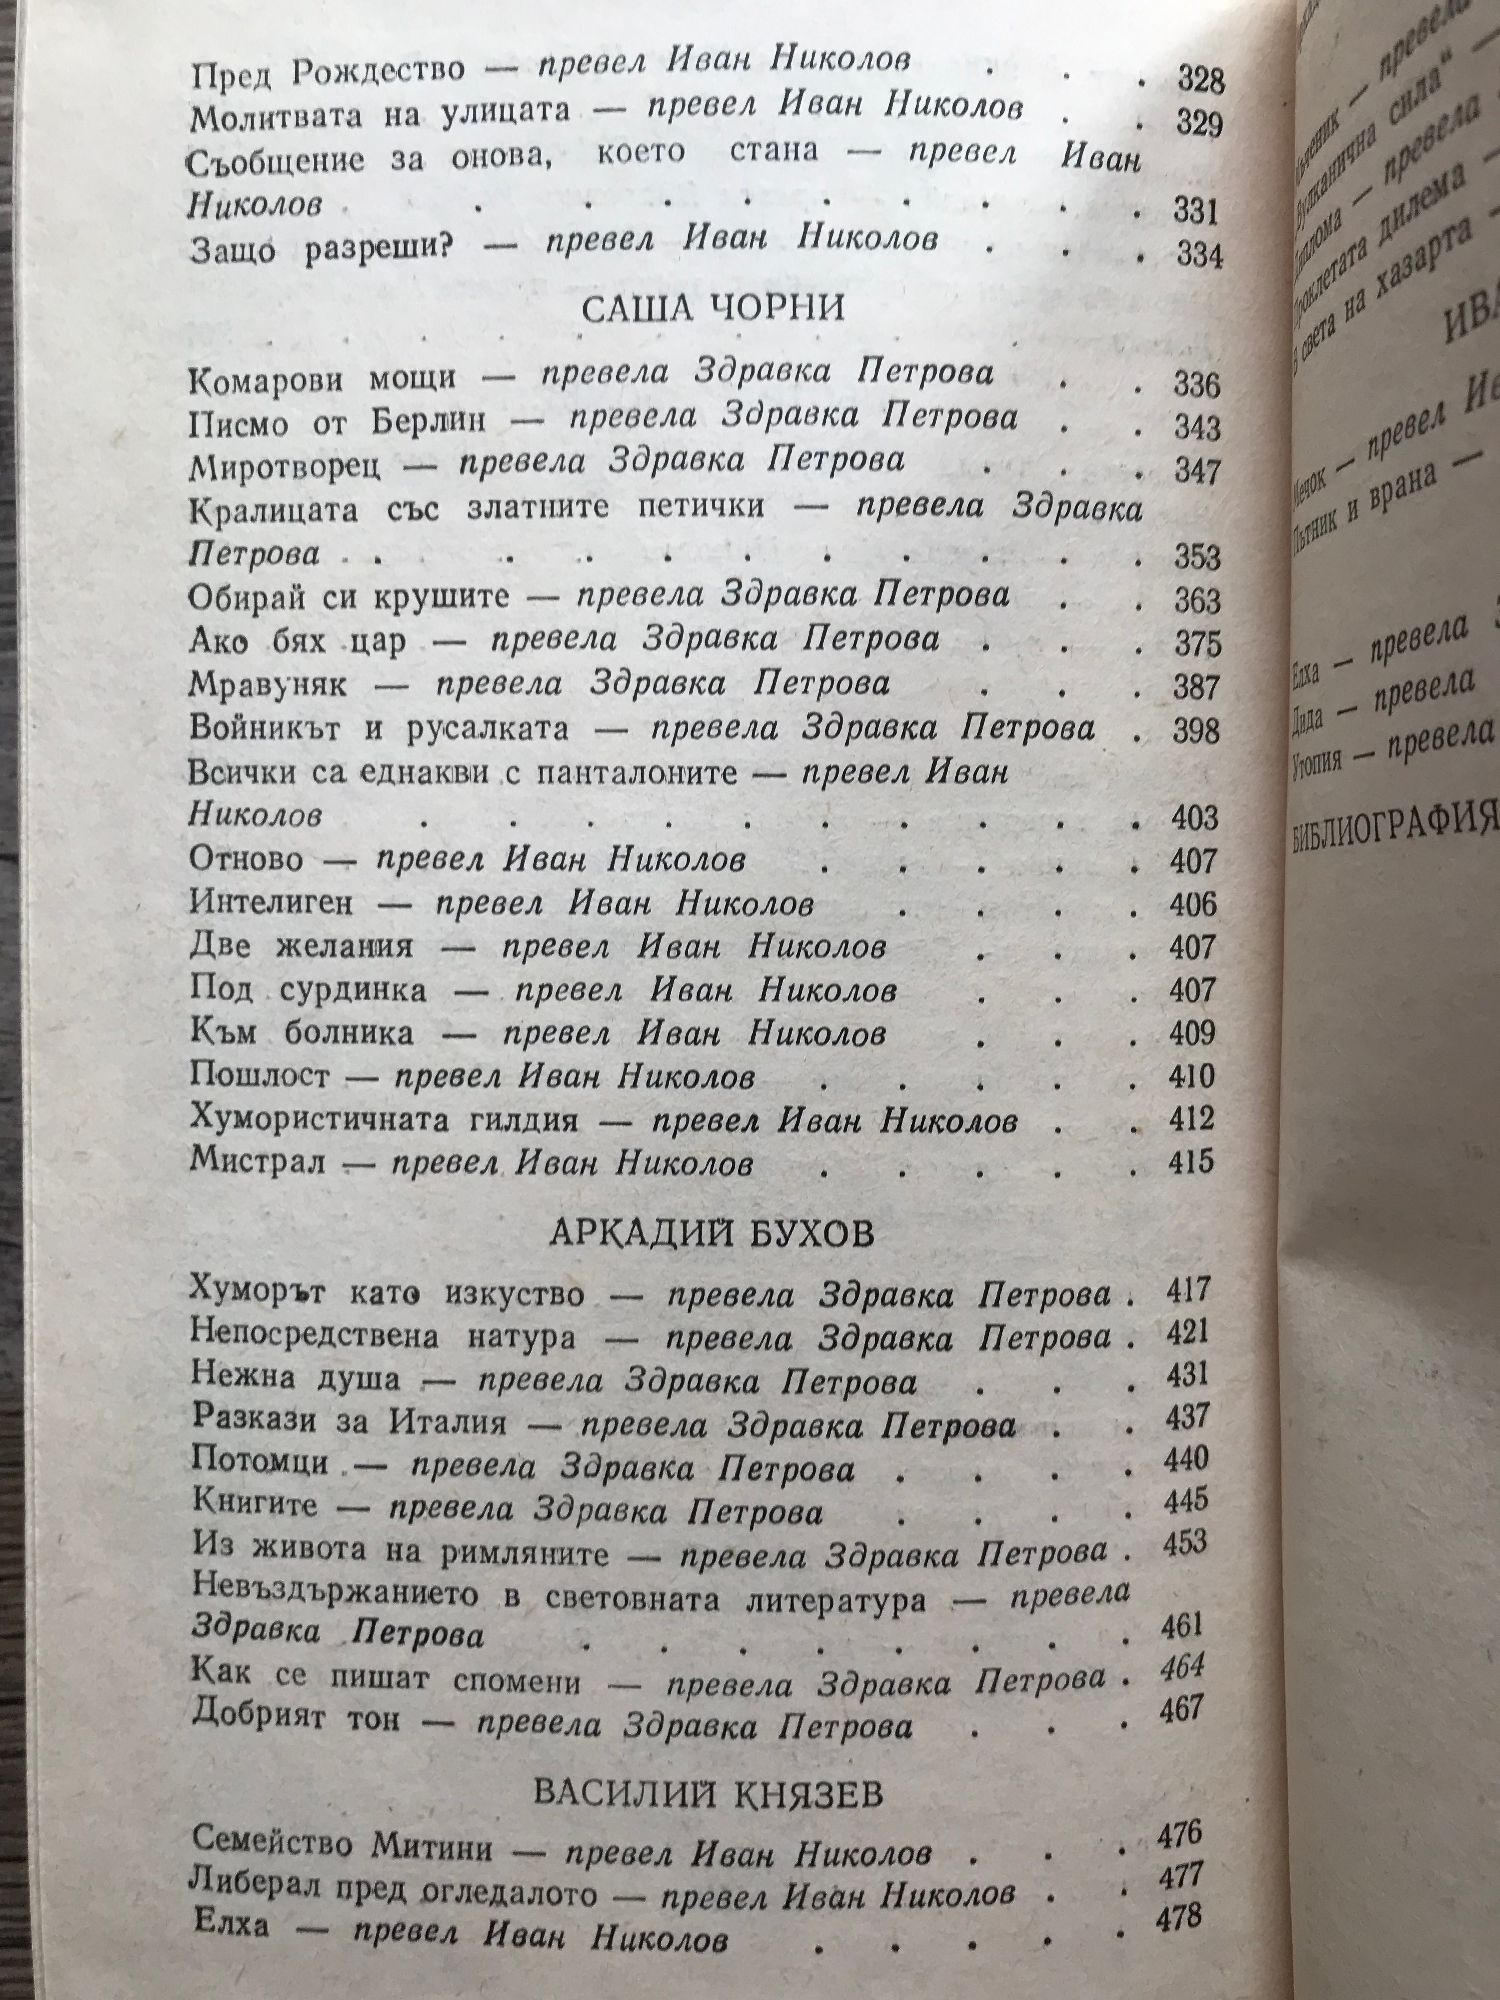 Пред Рождество — превел Иван Николов . . . 328
Молитвата на улицата — превел Иван Николов . . 329
Съобщение за онова, което стана — превел Иван
Николов . . . . . . . . . . 331
Защо разреши? — превел Иван Николов . . . 334
САША ЧОРНИ
Комарови мощи — превела Здравка Петрова . . 336
Писмо от Берлин — превела Здравка Петрова . . 343
Миротворец — превела Здравка Петрова . . . 347
Кралицата със златните петички — превела Здравка
Петрова . . . . . . . . . . . 353
Обирай си крушите — превела Здравка Петрова . . 363
Ако бях цар — превела Здравка Петрова . . . 375
Мравуняк — превела Здравка Петрова . . . 387
Войникът и русалката — превела Здравка Петрова . 398
Всички са еднакви с панталоните — превел Иван
Николов . . . . . . . . . . 403
Отново — превел Иван Николов . . . . . 407
Интелиген — превел Иван Николов . . . . 406
Две желания — превел Иван Николов . . . 407
Под сурдинка — превел Иван Николов . . . 407
Към болника — превел Иван Николов . . . 409
Пошлост — превел Иван Николов . . . . . 410
Хумористичната гилдия — превел Иван Николов . . 412
Мистрал — превел Иван Николов . . . . . 415
АРКАДИЙ БУХОВ
Хуморът като изкуство — превела Здравка Петрова . 417
Непосредствена натура — превела Здравка Петрова . 421
Нежна душа — превела Здравка Петрова . . . 431
Разкази за Италия — превела Здравка Петрова . . 437
Потомци — превела Здравка Петрова . . . . 440
Книгите — превела Здравка Петрова . . . . 445
Из живота на римляните — превела Здравка Петрова . 453
Невъздържанието в световната литература — превела
Здравка Петрова . . . . . . . . 461
Как се пишат спомени — превела Здравка Петрова . 464
Добрият тон — превела Здравка Петрова . . . 467
ВАСИЛИЙ КНЯЗЕВ
Семейство Митини — превел Иван Николов . . . 476
Либерал пред огледалото — превел Иван Николов . . 477
Елха — превел Иван Николов . . . . . 478
— превела
сила“ —
— превела
дилема —
света на хазарта —
— превел
Пътник и врана —
Елха — превела
— превела
Утопия — превела
БИБЛИОГРАФИЯ